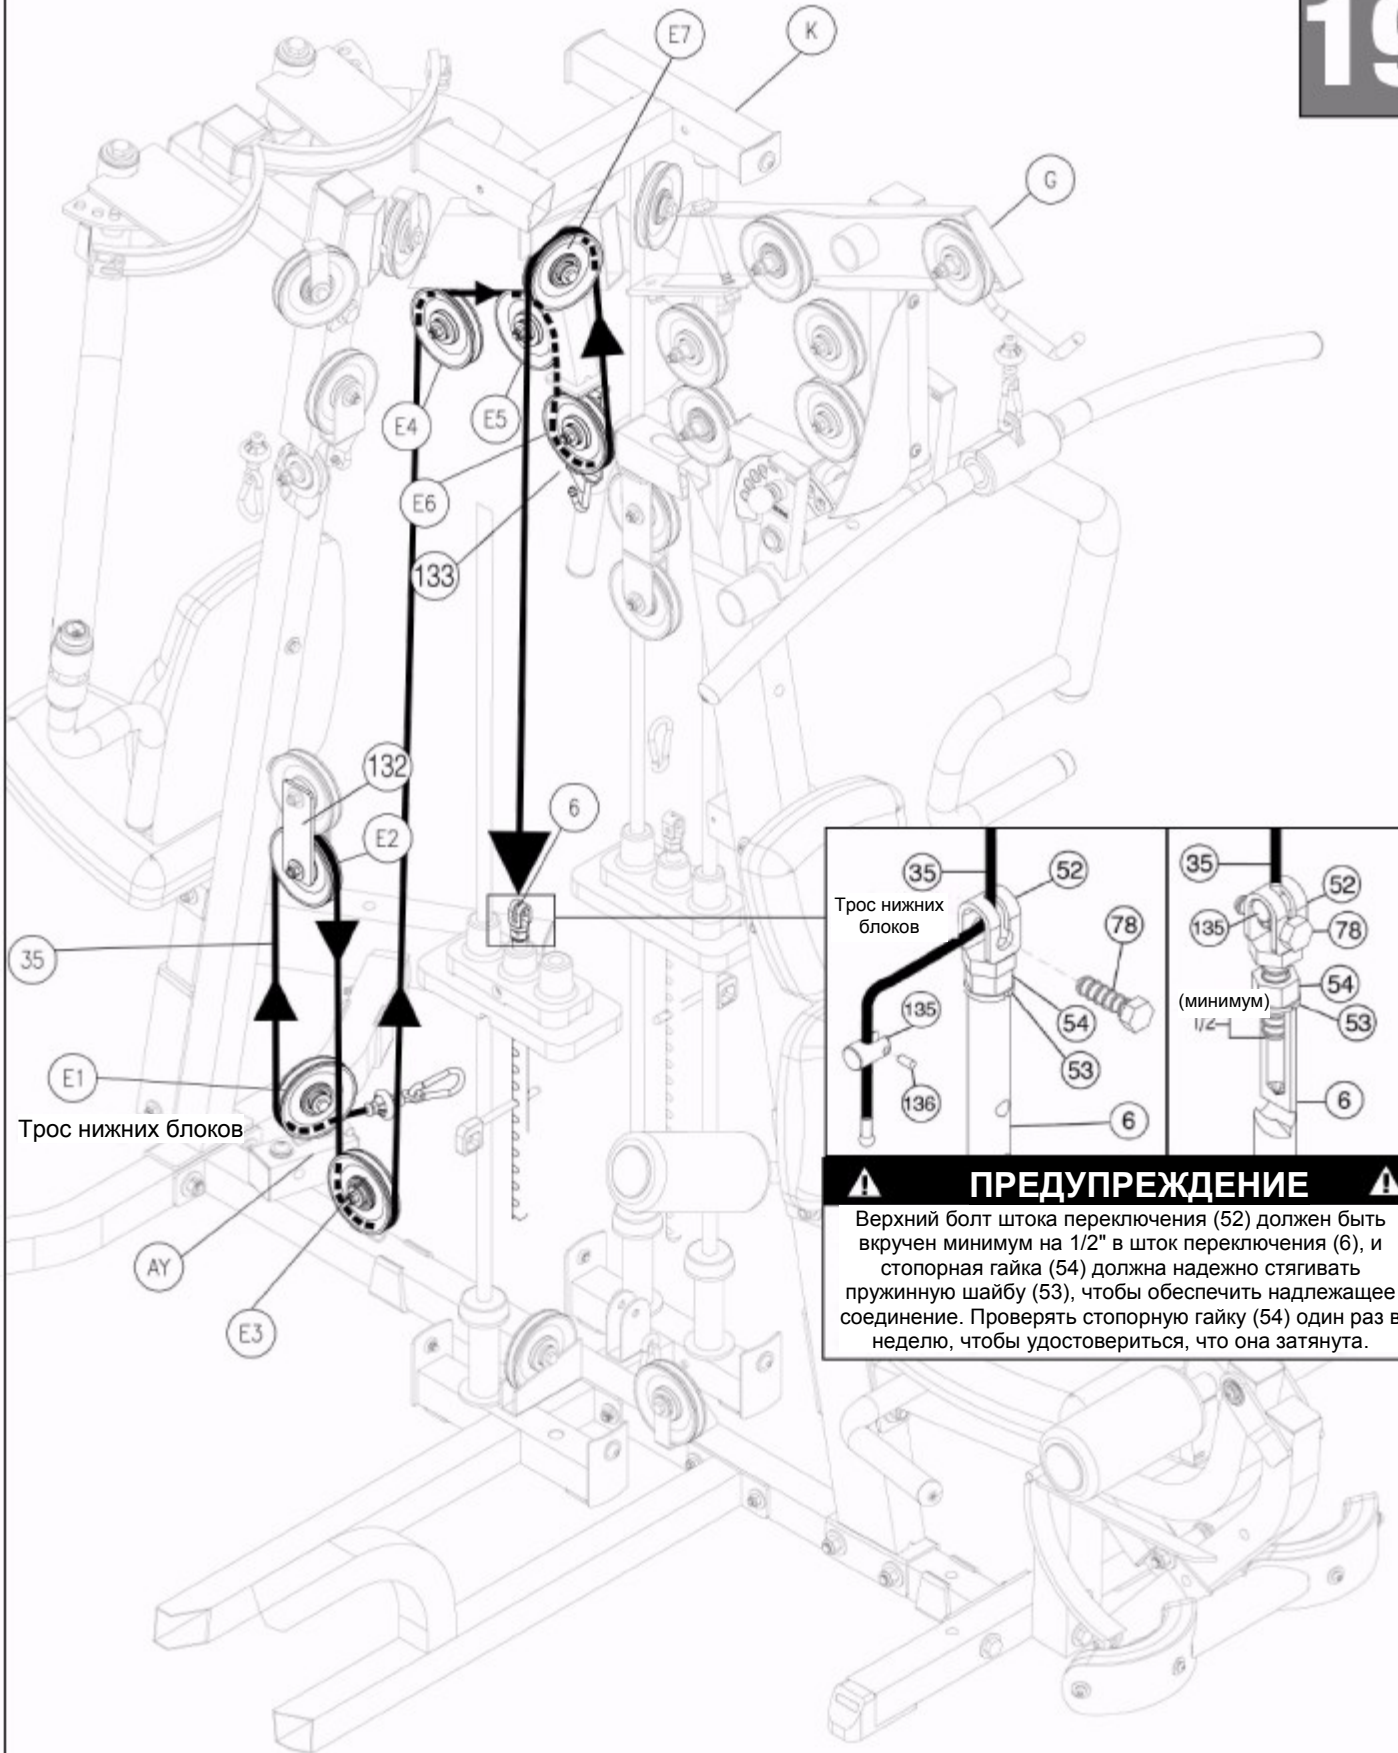 19
E7
K
G
E4
E5
E6
133
132
6
E2
35
E1
Трос нижних блоков
AY
E3
35
52
Трос нижних
блоков
78
135
54
53
136
6
35
52
135
78
54
(минимум)
1/2
53
6
ПРЕДУПРЕЖДЕНИЕ
Верхний болт штока переключения (52) должен быть
вкручен минимум на 1/2" в шток переключения (6), и
стопорная гайка (54) должна надежно стягивать
пружинную шайбу (53), чтобы обеспечить надлежащее
соединение. Проверять стопорную гайку (54) один раз в
неделю, чтобы удостовериться, что она затянута.